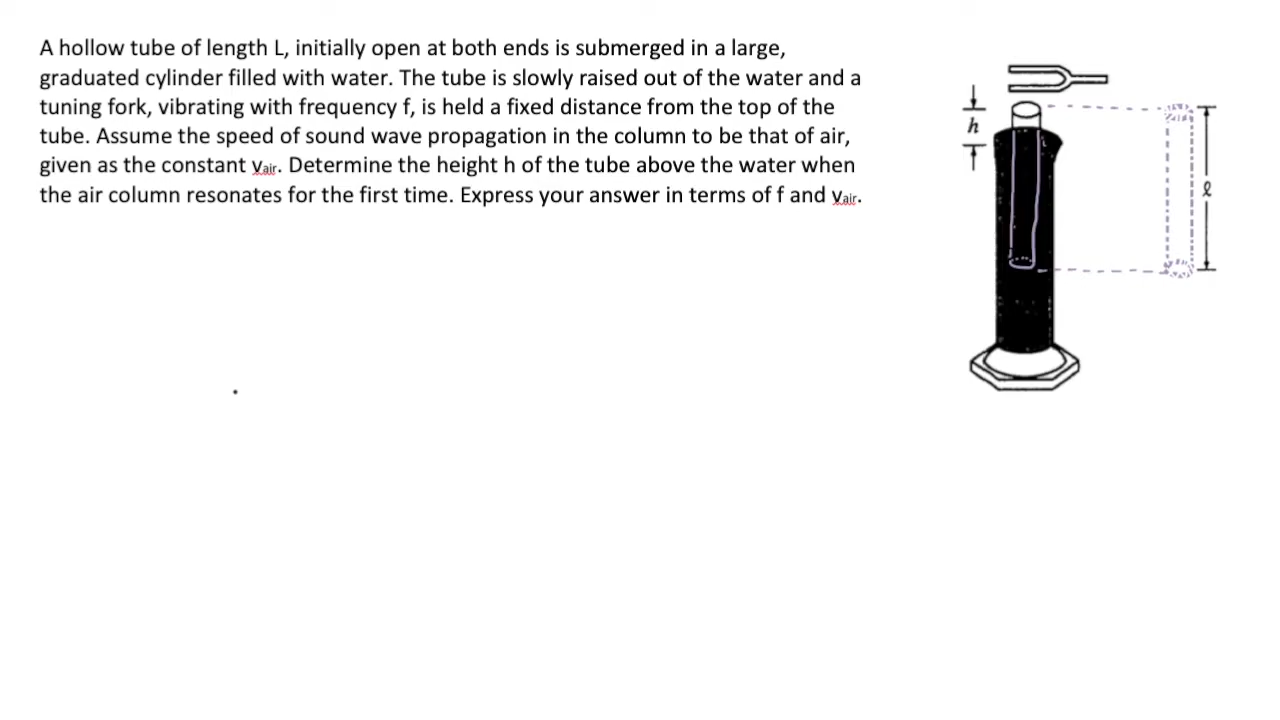 A hollow tube of length L, initially open at both ends is submerged in a large,
graduated cylinder filled with water. The tube is slowly raised out of the water and a
tuning fork, vibrating with frequency f, is held a fixed distance from the top of the
tube. Assume the speed of sound wave propagation in the column to be that of air,
given as the constant vair. Determine the height h of the tube above the water when
the air column resonates for the first time. Express your answer in terms of f and vair.
h
ℓ